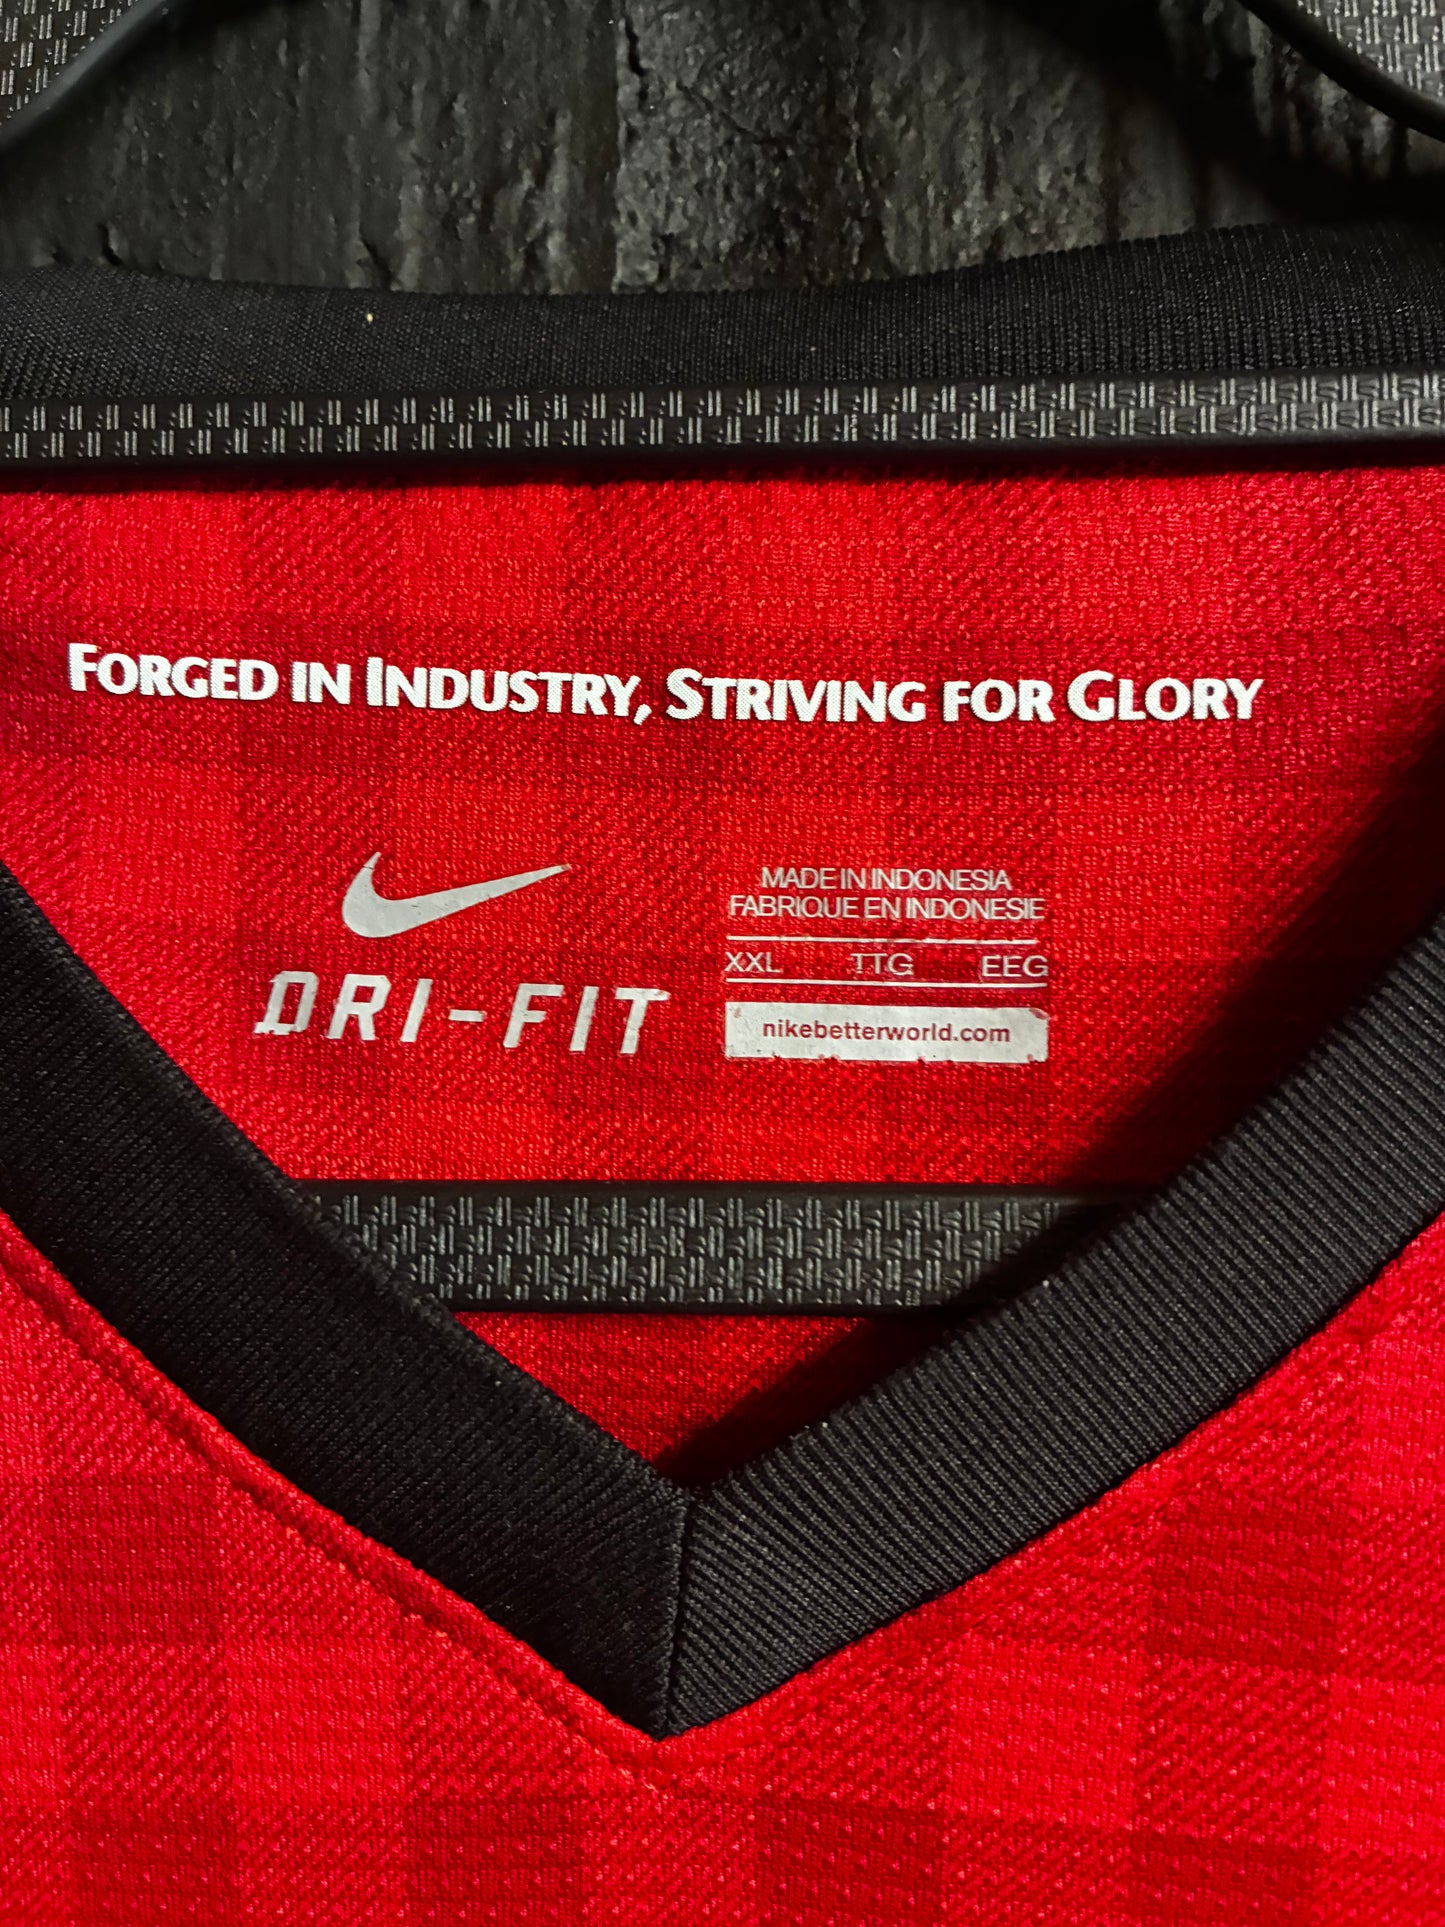 FORGED IN INDUSTRY, STRIVING FOR GLORY
DRI-FIT
MADE IN INDONESIA
FABRIQUE EN INDONESIE
XXL TTG EEG
nikebetterworld.com